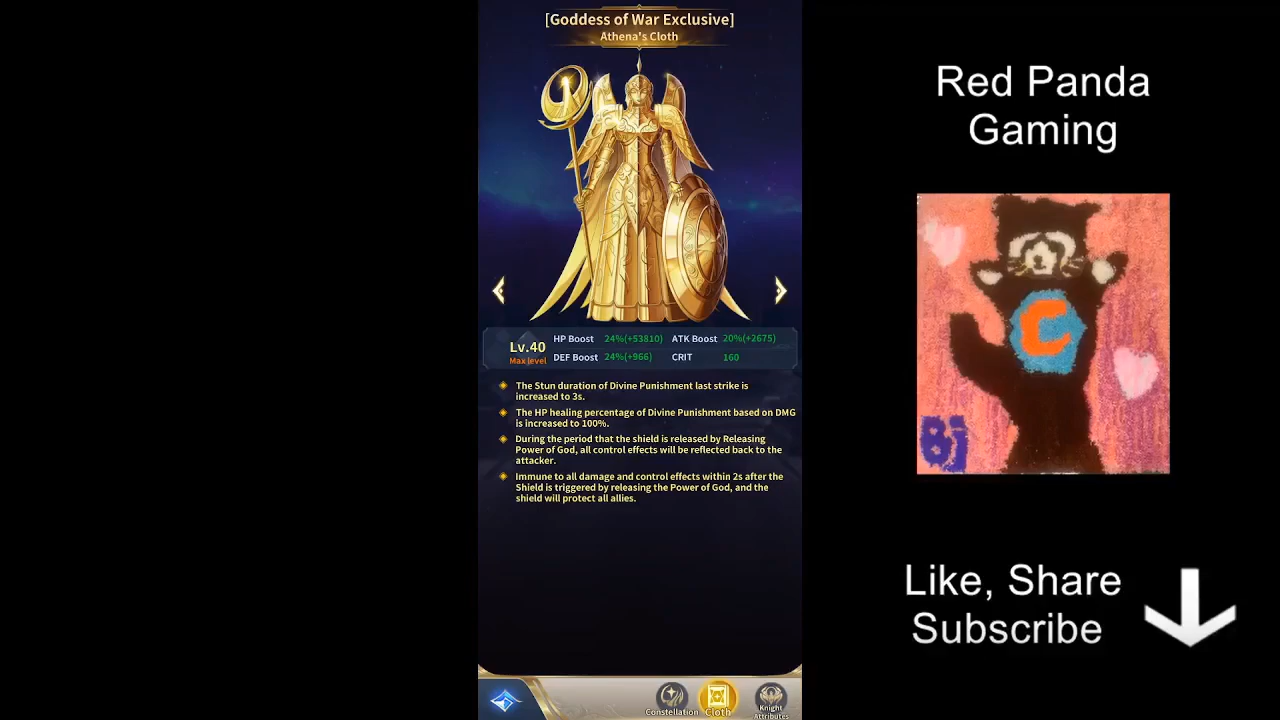 [Goddess of War Exclusive]
Athena's Cloth
Lv.40
Max level
HP Boost 24%(+53810) ATK Boost 20%(+2675)
DEF Boost 24%(+966) CRIT 160
The Stun duration of Divine Punishment last strike is
increased to 3s.
The HP healing percentage of Divine Punishment based on DMG
is increased to 100%.
During the period that the shield is released by Releasing
Power of God, all control effects will be reflected back to the
attacker.
Immune to all damage and control effects within 2s after the
Shield is triggered by releasing the Power of God, and the
shield will protect all allies.
Constellation
Cloth
Knight
Attributes
Red Panda
Gaming
C
Bj
Like, Share
Subscribe